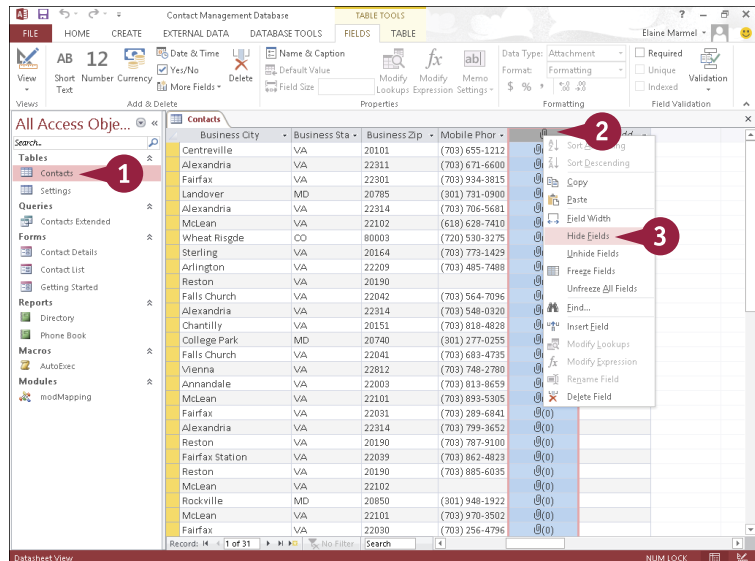 Contact Management Database
TABLE TOOLS
Elaine Marmel
FILE HOME CREATE EXTERNAL DATA DATABASE TOOLS FIELDS TABLE
View
Views
AB
Short Text
12
Number
Currency
Date & Time
Yes/No
More Fields
Delete
Add & Delete
Name & Caption
Default Value
Field Size
Modify Lookups
fx
Modify Expression
ab
Memo Settings
Properties
Data Type: Attachment
Format: Formatting
$ % ,
Formatting
Required
Unique
Indexed
Validation
Field Validation
All Access Obje...
Search..
Tables
Contacts
Settings
Queries
Contacts Extended
Forms
Contact Details
Contact List
Getting Started
Reports
Directory
Phone Book
Macros
AutoExec
Modules
modMapping
1
Contacts
Business City Business Sta Business Zip Mobile Phor
Centreville VA 20101 (703) 655-1212
Alexandria VA 22311 (703) 671-6600
Fairfax VA 22301 (703) 934-3815
Landover MD 20785 (301) 731-0900
Alexandria VA 22314 (703) 706-5681
McLean VA 22102 (618) 628-7410
Wheat Risgde CO 80003 (720) 530-3275
Sterling VA 20164 (703) 773-1429
Arlington VA 22209 (703) 485-7488
Reston VA 20190
Falls Church VA 22042 (703) 564-7096
Alexandria VA 22314 (703) 548-0320
Chantilly VA 20151 (703) 818-4828
College Park MD 20740 (301) 277-0255
Falls Church VA 22041 (703) 683-4735
Vienna VA 22812 (703) 748-2780
Annandale VA 22003 (703) 813-8659
McLean VA 22101 (703) 893-5305
Fairfax VA 22031 (703) 289-6841 (0)
Alexandria VA 22314 (703) 799-3652 (0)
Reston VA 20190 (703) 787-9100 (0)
Fairfax Station VA 22039 (703) 862-4823 (0)
Reston VA 20190 (703) 885-6035 (0)
McLean VA 22102 (0)
Rockville MD 20850 (301) 948-1922 (0)
McLean VA 22101 (703) 970-3502 (0)
Fairfax VA 22030 (703) 256-4796 (0)
2
Sort Descending
Copy
Paste
Field Width
Hide Fields
3
Unhide Fields
Freeze Fields
Unfreeze All Fields
Find...
Insert Field
Modify Lookups
Modify Expression
Rename Field
Delete Field
Record: 1 of 31 No Filter Search
Datasheet View NUM LOCK